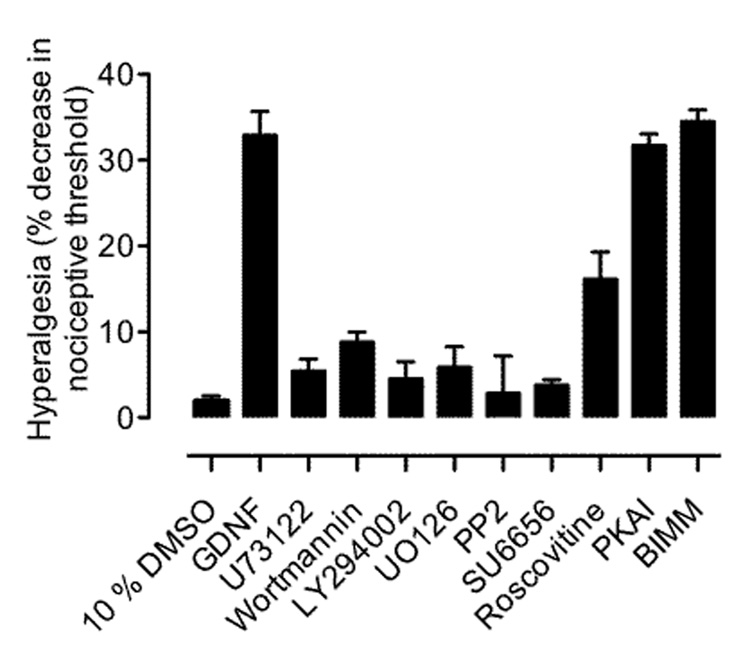 Hyperalgesia (% decrease in
nociceptive threshold)
40
30
20
10
0
10 % DMSO
GDNF
U73122
Wortmannin
LY294002
UO126
PP2
SU6656
Roscovitine
PKAI
BIMM